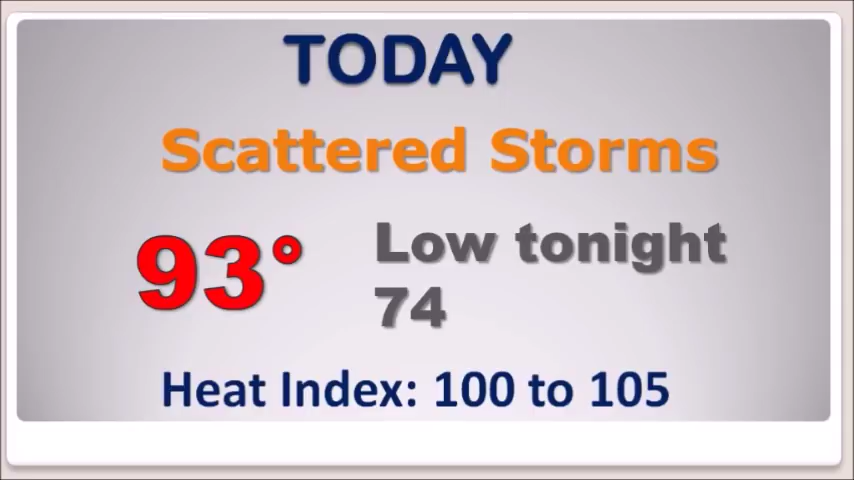 TODAY
Scattered Storms
93° Low tonight
74
Heat Index: 100 to 105